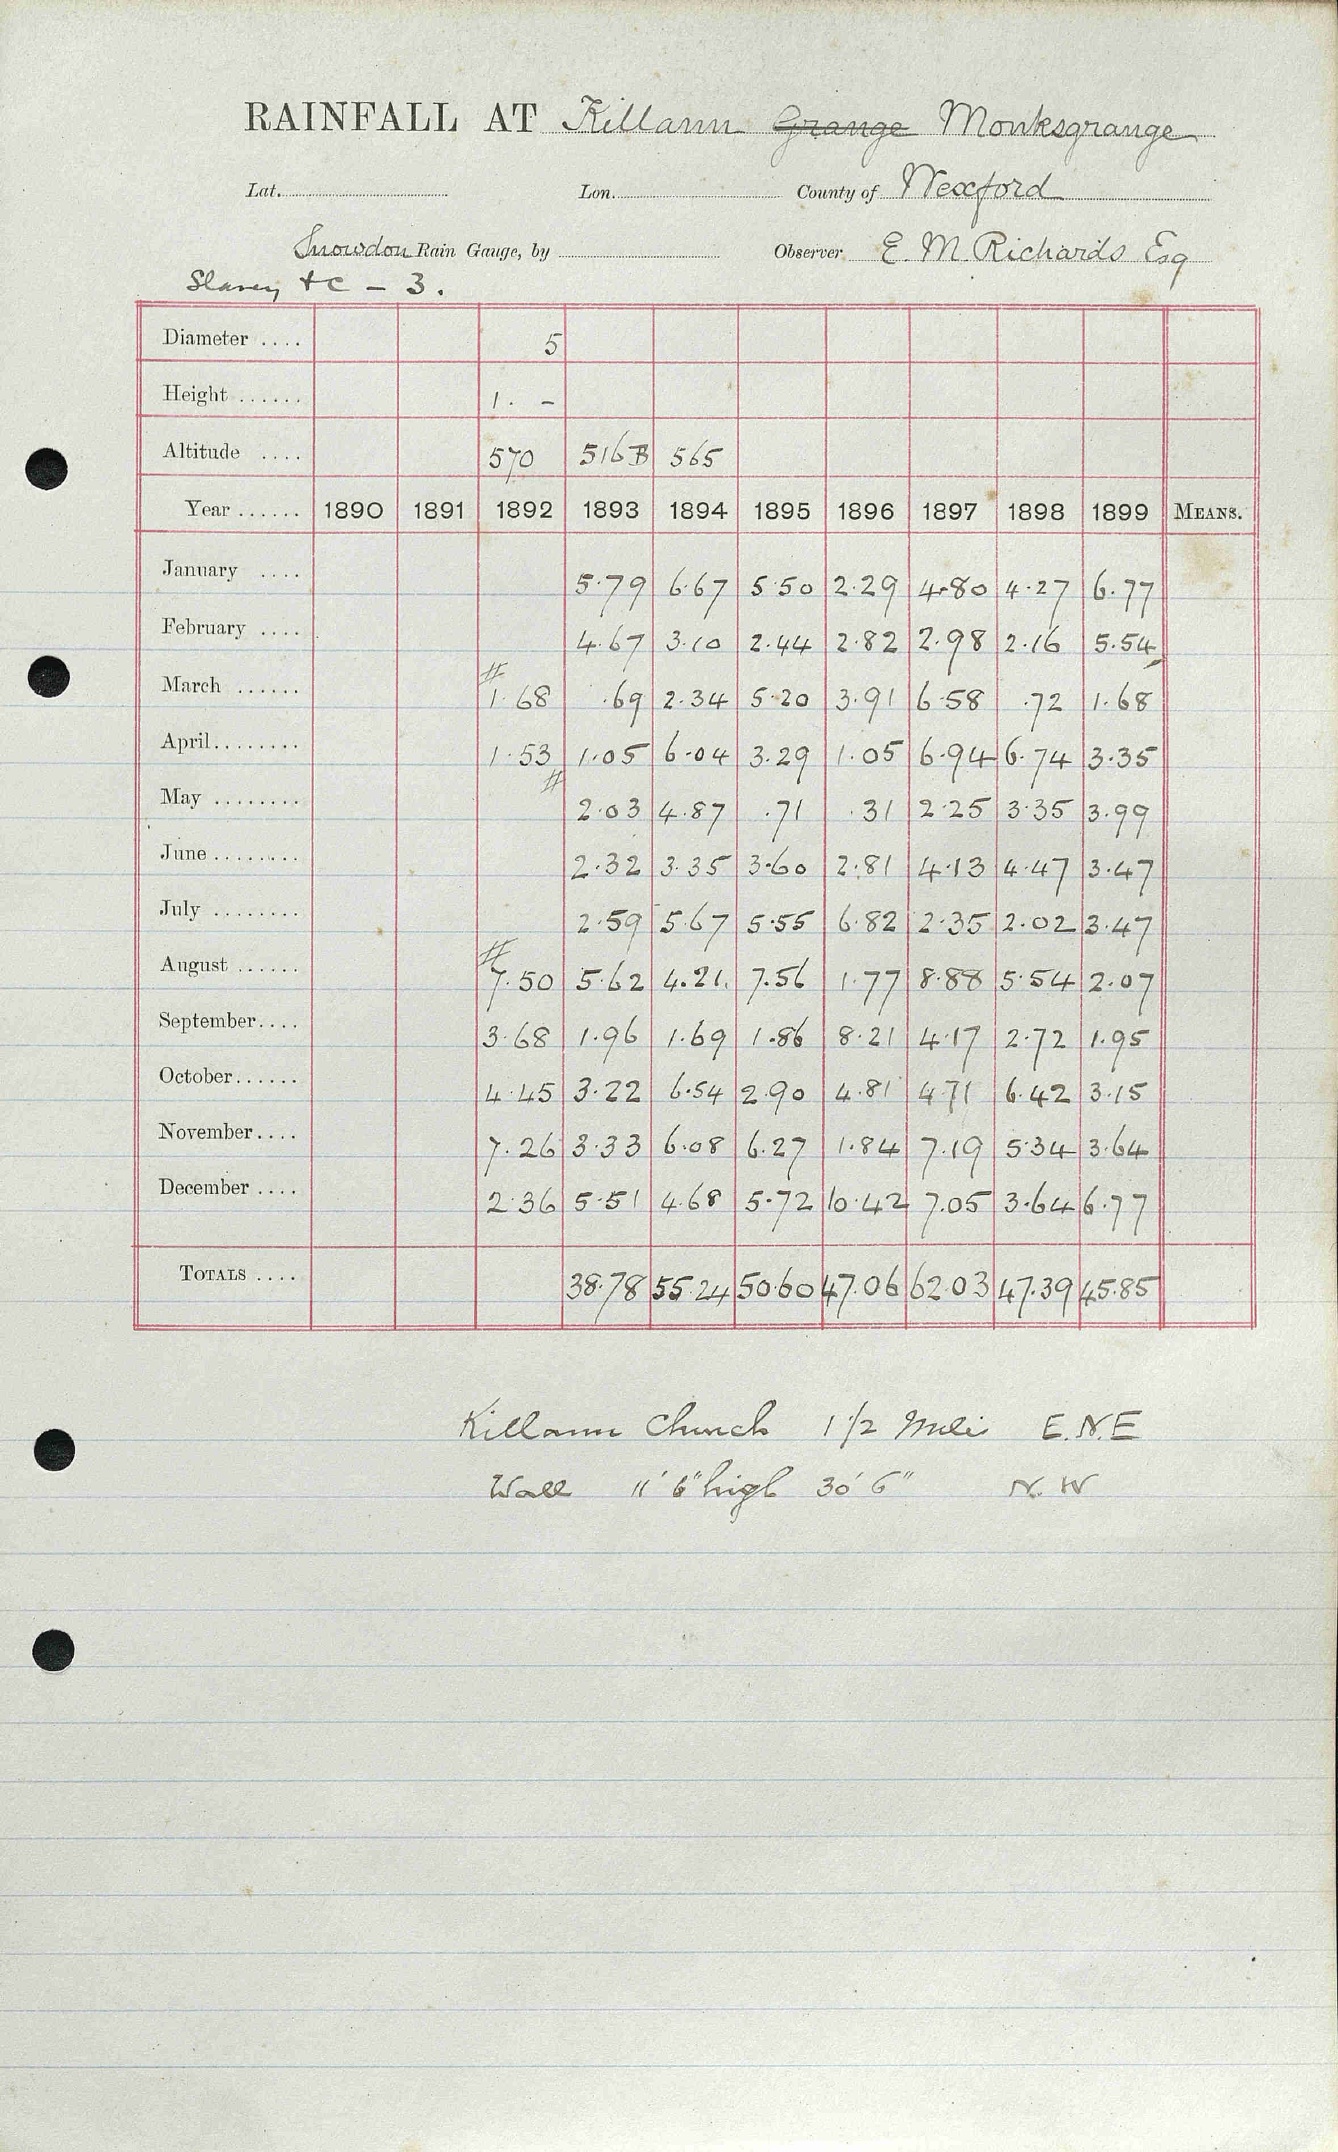 RAINFALL AT Killann Grange Monksgrange
Lat. Lon. County of Wexford
Snowdon Rain Gauge, by Observer E. M. Richards Esq
Slaney &c – 3.
Diameter .... 5
Height ...... 1. –
Altitude .... 570 516B 565
Year ...... 1890 1891 1892 1893 1894 1895 1896 1897 1898 1899 MEANS.
January .... 5.79 6.67 5.50 2.29 4.80 4.27 6.77
February .... 4.67 3.10 2.44 2.82 2.98 2.16 5.54
March ...... # 1.68 .69 2.34 5.20 3.91 6.58 .72 1.68
April........ 1.53 1.05 6.04 3.29 1.05 6.94 6.74 3.35
May ........ # 2.03 4.87 .71 .31 2.25 3.35 3.99
June ........ 2.32 3.35 3.60 2.81 4.13 4.47 3.47
July ........ 2.59 5.67 5.55 6.82 2.35 2.02 3.47
August ...... # 7.50 5.62 4.21 7.56 1.77 8.88 5.54 2.07
September.... 3.68 1.96 1.69 1.86 8.21 4.17 2.72 1.95
October...... 4.45 3.22 6.54 2.90 4.81 4.71 6.42 3.15
November.... 7.26 3.33 6.08 6.27 1.84 7.19 5.34 3.64
December .... 2.36 5.51 4.68 5.72 10.42 7.05 3.64 6.77
TOTALS .... 38.78 55.24 50.60 47.06 62.03 47.39 45.85
Killann Church 1 1/2 Mile E.N.E
Wall 11' 6" high 30' 6" N.W